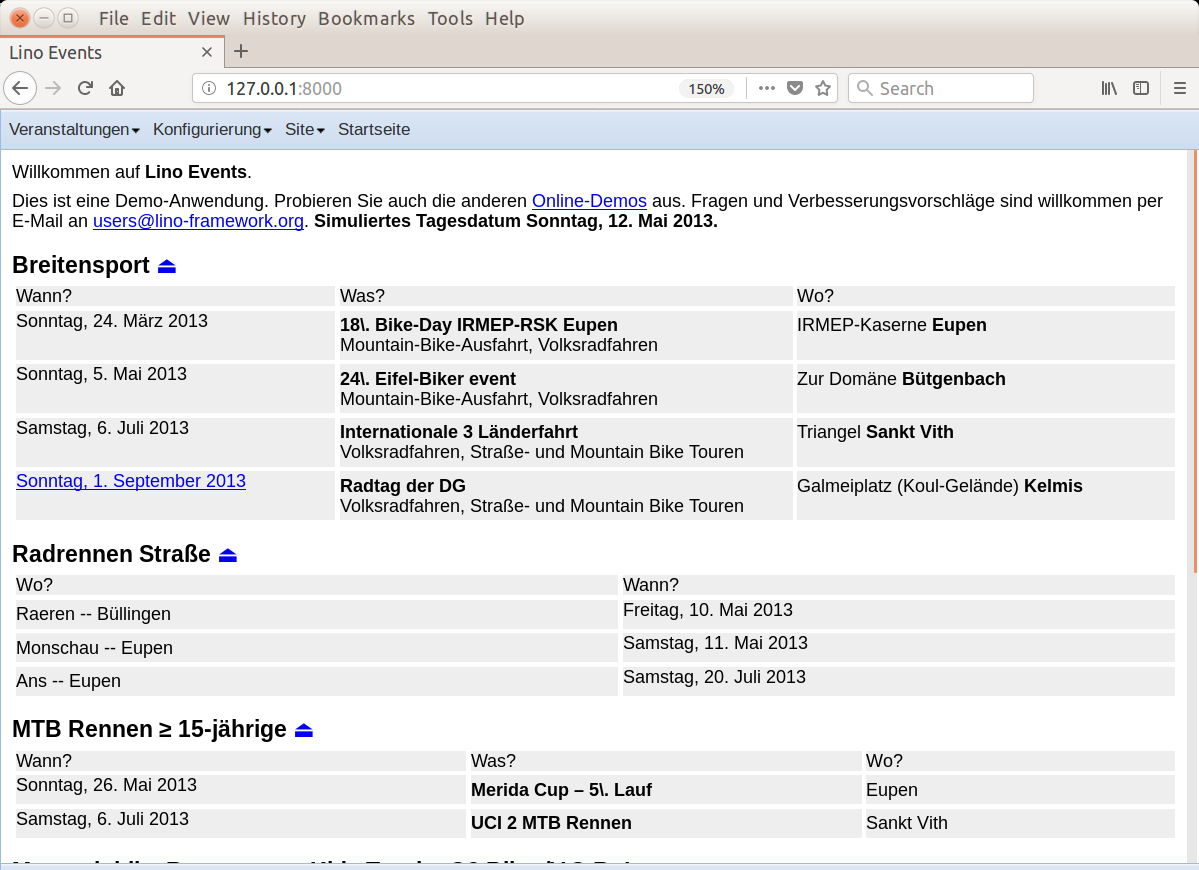 File Edit View History Bookmarks Tools Help
Lino Events
127.0.0.1:8000 150% Search
Veranstaltungen Konfigurierung Site Startseite
Willkommen auf Lino Events.
Dies ist eine Demo-Anwendung. Probieren Sie auch die anderen Online-Demos aus. Fragen und Verbesserungsvorschläge sind willkommen per
E-Mail an users@lino-framework.org. Simuliertes Tagesdatum Sonntag, 12. Mai 2013.
Breitensport
Wann? Was? Wo?
Sonntag, 24. März 2013 18\. Bike-Day IRMEP-RSK Eupen IRMEP-Kaserne Eupen
Mountain-Bike-Ausfahrt, Volksradfahren
Sonntag, 5. Mai 2013 24\. Eifel-Biker event Zur Domäne Bütgenbach
Mountain-Bike-Ausfahrt, Volksradfahren
Samstag, 6. Juli 2013 Internationale 3 Länderfahrt Triangel Sankt Vith
Volksradfahren, Straße- und Mountain Bike Touren
Sonntag, 1. September 2013 Radtag der DG Galmeiplatz (Koul-Gelände) Kelmis
Volksradfahren, Straße- und Mountain Bike Touren
Radrennen Straße
Wo? Wann?
Raeren -- Büllingen Freitag, 10. Mai 2013
Monschau -- Eupen Samstag, 11. Mai 2013
Ans -- Eupen Samstag, 20. Juli 2013
MTB Rennen ≥ 15-jährige
Wann? Was? Wo?
Sonntag, 26. Mai 2013 Merida Cup – 5\. Lauf Eupen
Samstag, 6. Juli 2013 UCI 2 MTB Rennen Sankt Vith